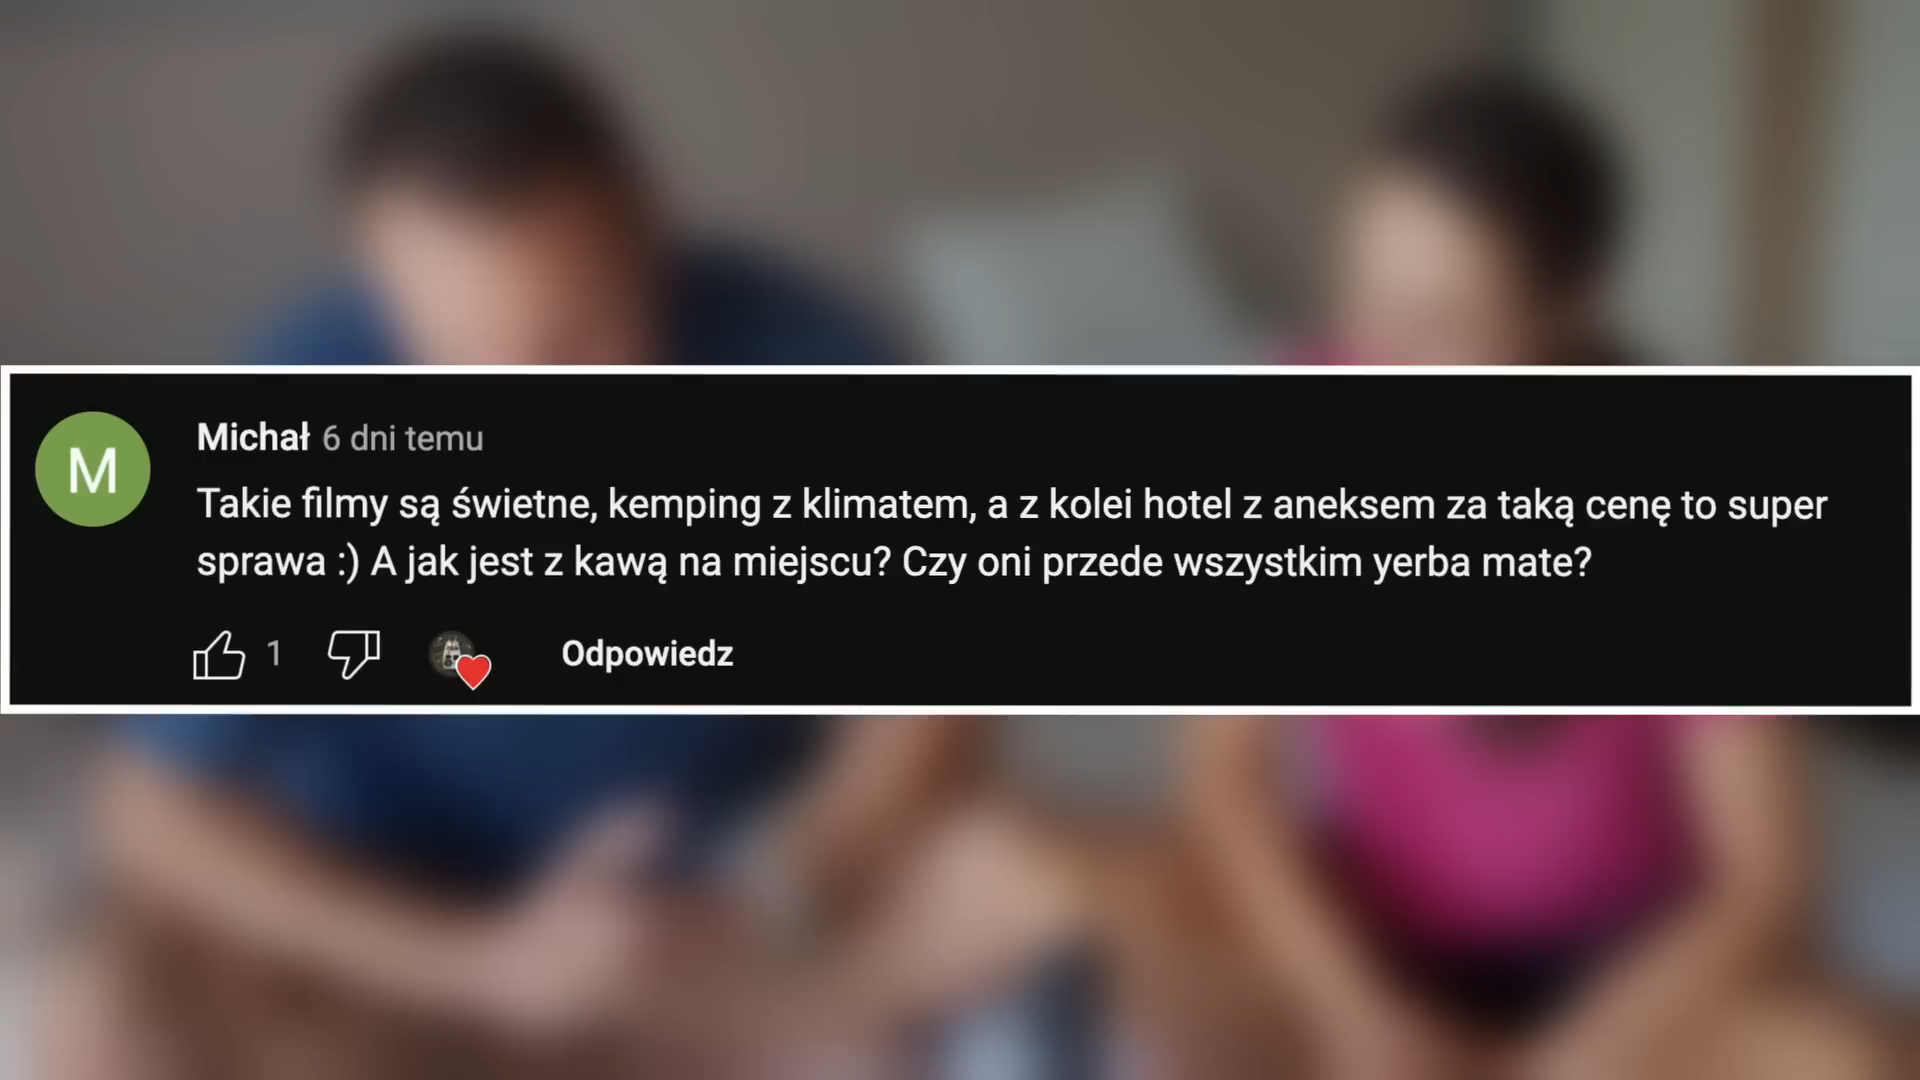 M
Michał 6 dni temu
Takie filmy są świetne, kemping z klimatem, a z kolei hotel z aneksem za taką cenę to super
sprawa :) A jak jest z kawą na miejscu? Czy oni przede wszystkim yerba mate?
1 Odpowiedz